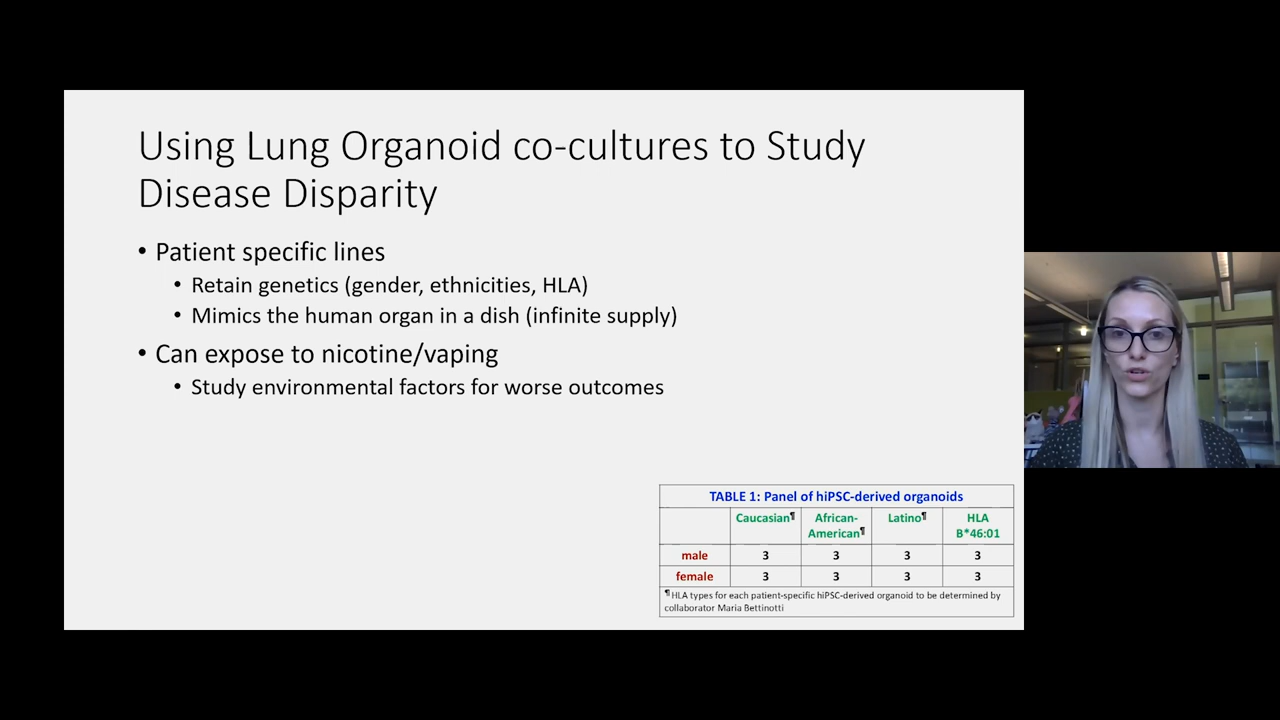 Using Lung Organoid co-cultures to Study
Disease Disparity
• Patient specific lines
• Retain genetics (gender, ethnicities, HLA)
• Mimics the human organ in a dish (infinite supply)
• Can expose to nicotine/vaping
• Study environmental factors for worse outcomes
TABLE 1: Panel of hiPSC-derived organoids
Caucasian¶ African-American¶ Latino¶ HLA B*46:01
male 3 3 3 3
female 3 3 3 3
¶HLA types for each patient-specific hiPSC-derived organoid to be determined by
collaborator Maria Bettinotti